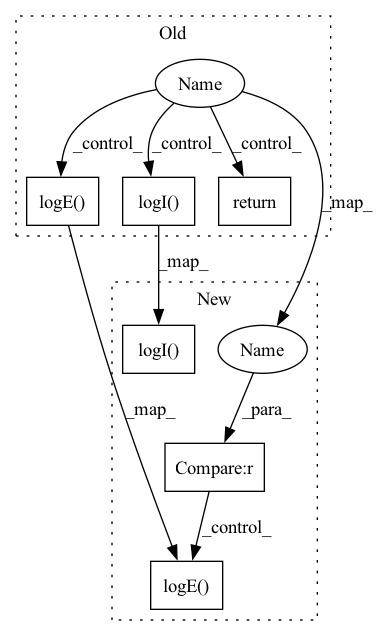 Old
Name
_control_ _control_ _control_
logE() logI() return
_map_
_map_
New
logI() Name
_map_ _para_
Compare:r
_control_
logE()